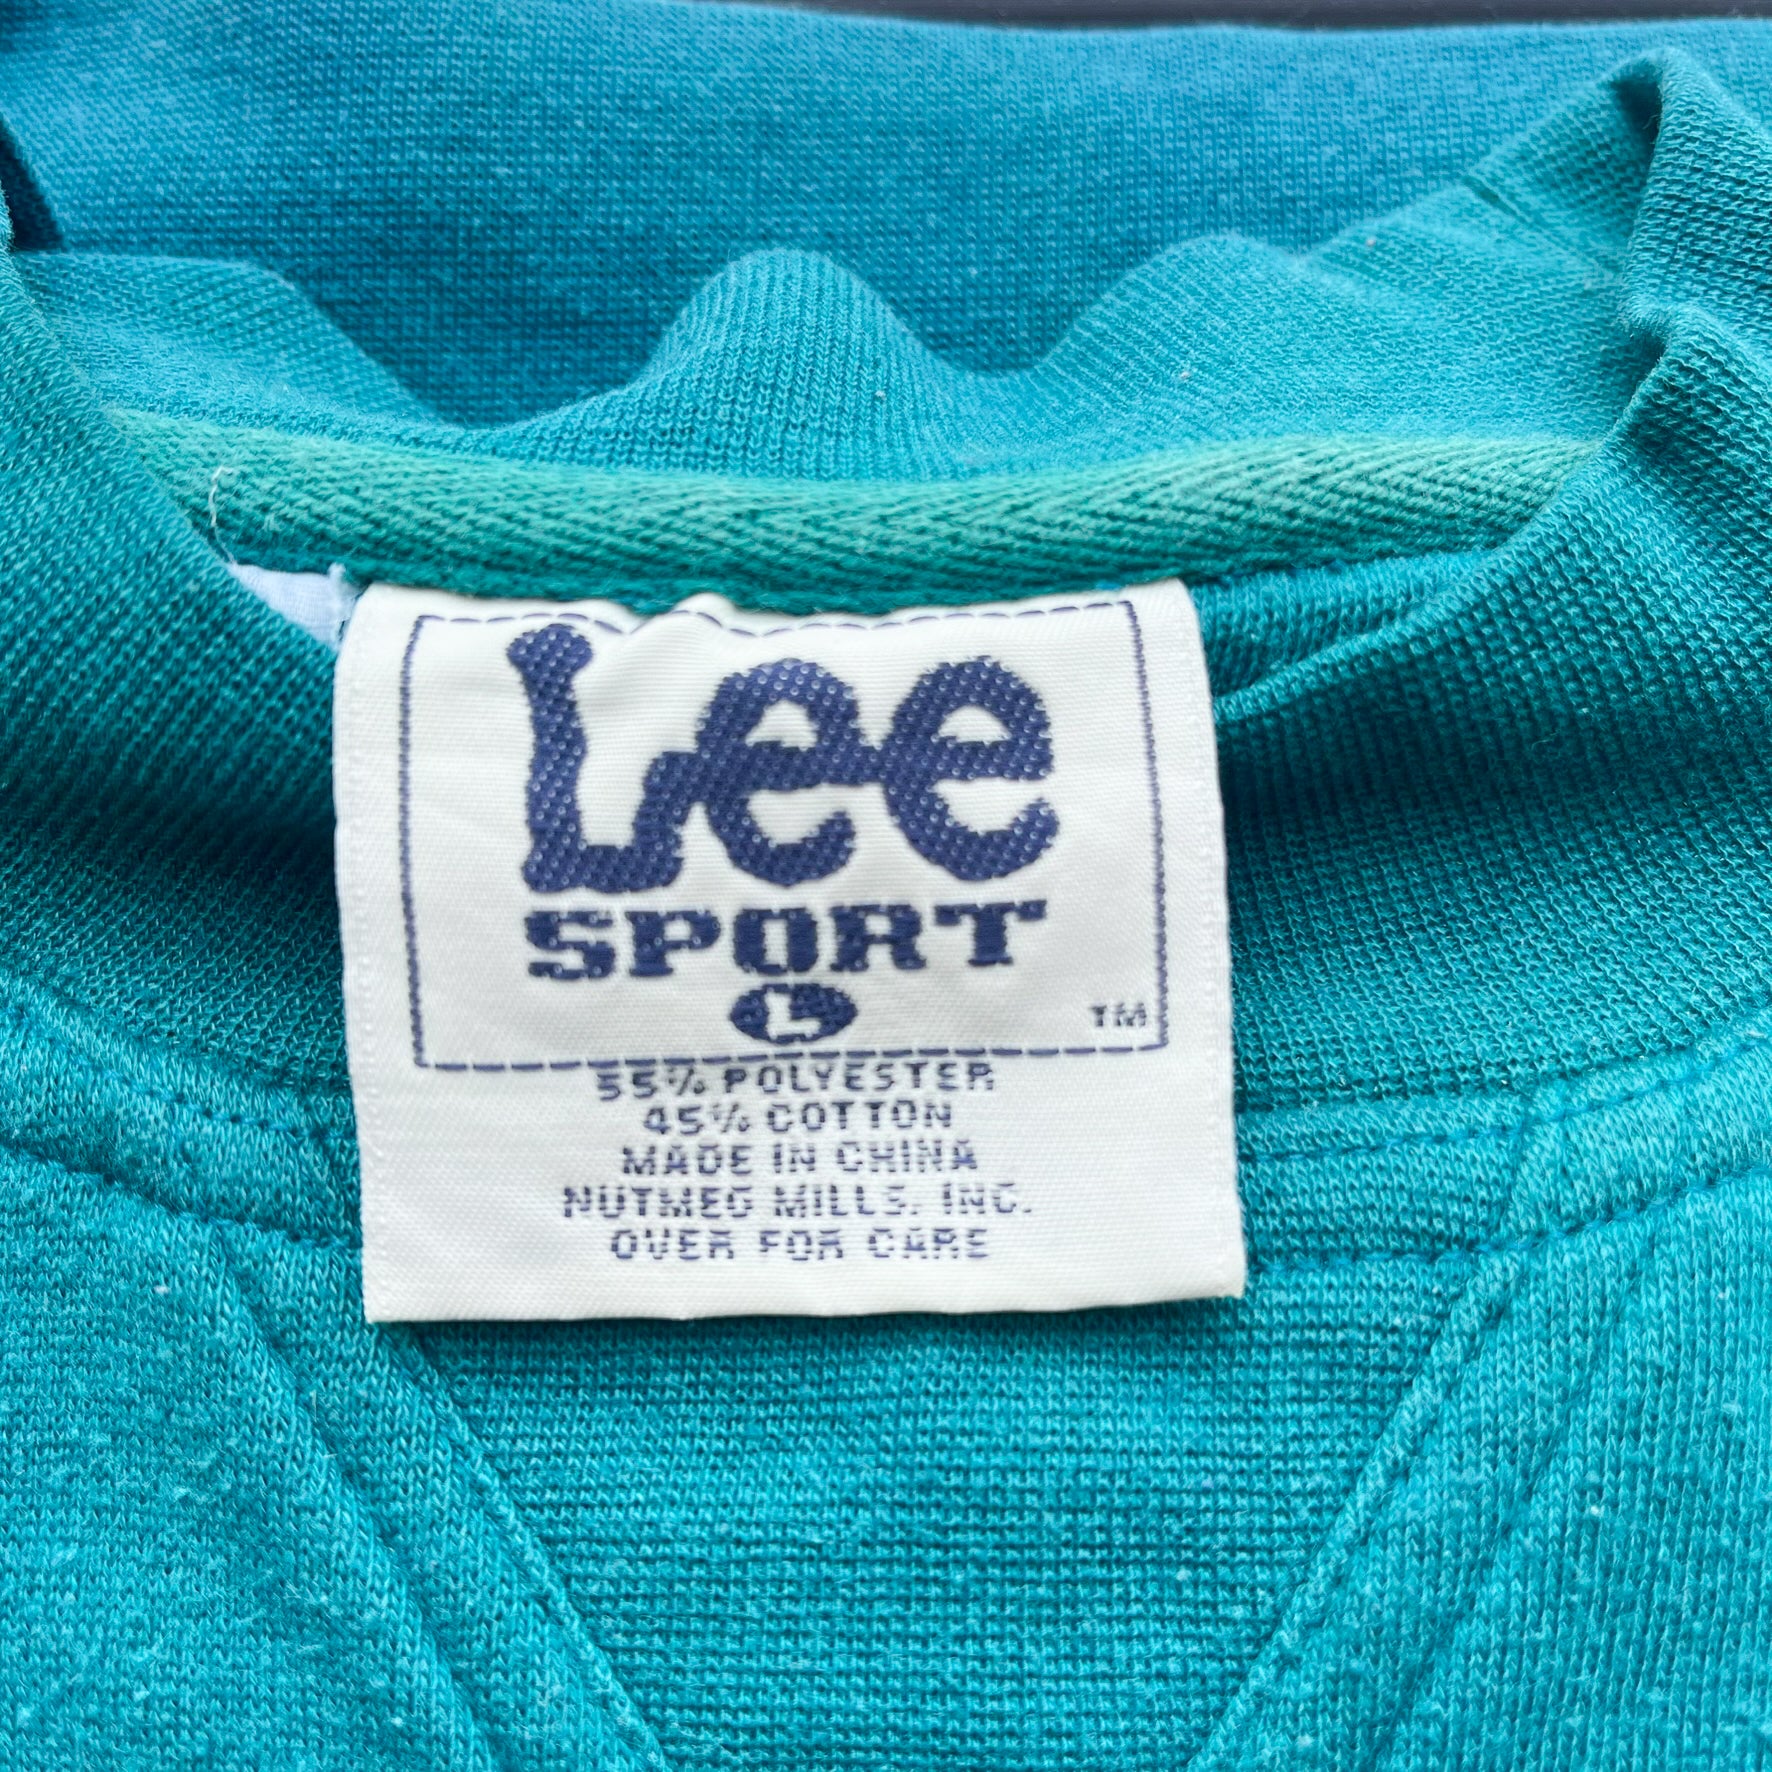 Lee
SPORT
L
TM
55% POLYESTER
45% COTTON
MADE IN CHINA
NUTMEG MILLS, INC.
OVER FOR CARE